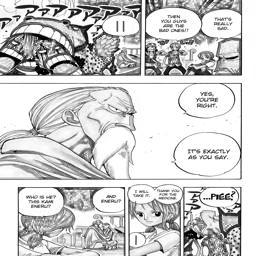 THAT'S
REALLY
SAD...
THEN
YOU GUYS
ARE THE
BAD ONES!!
!!
YES,
YOU'RE
RIGHT.
IT'S EXACTLY
AS YOU SAY.
...PIEE?
THANK YOU
FOR THE
MEDICINE.
I WILL
TAKE IT.
AND
ENERU?
WHO IS HE?
THIS KAMI
ENERU?